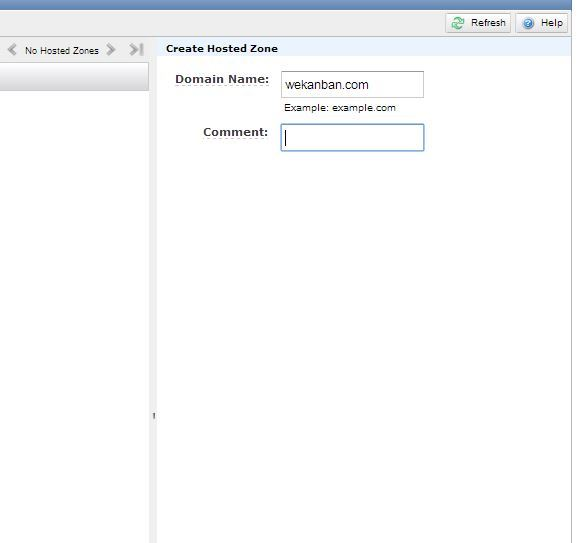 Refresh
Help
No Hosted Zones
Create Hosted Zone
Domain Name:
wekanban.com
Example: example.com
Comment: